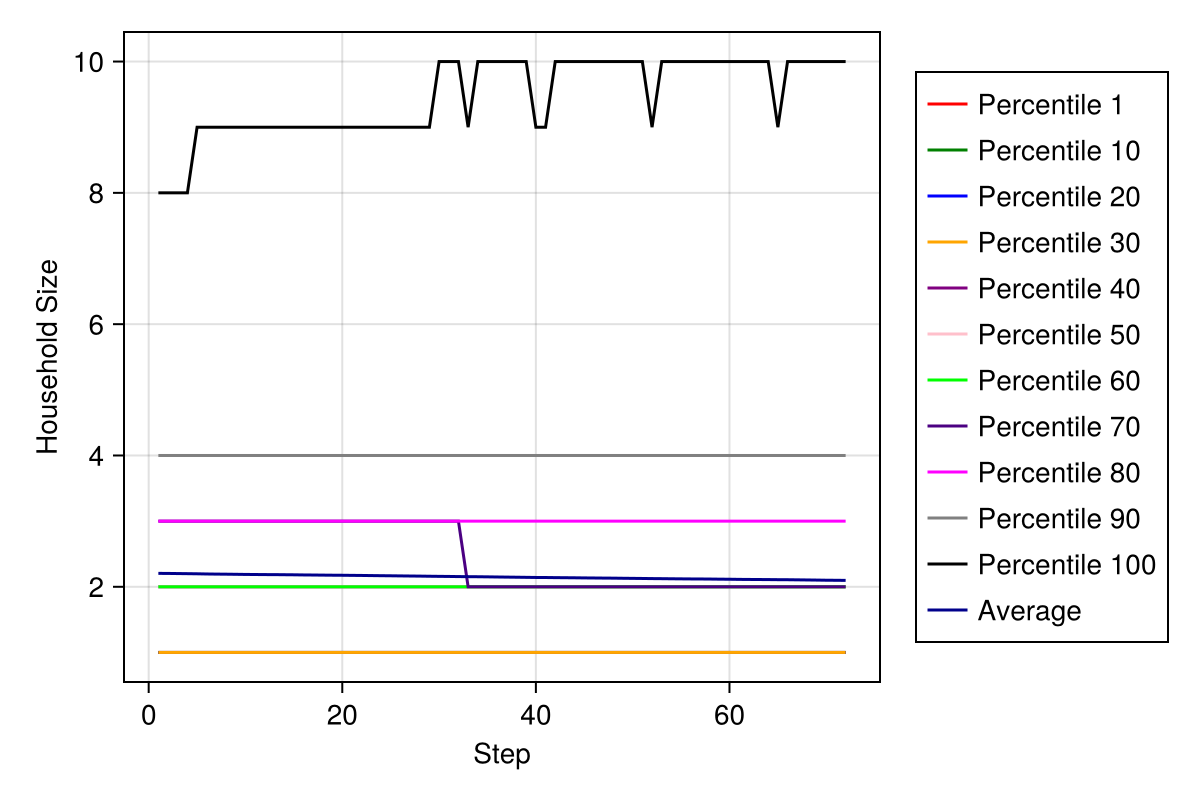 10
8
6
4
2
Household Size
0 20 40 60
Step
Percentile 1
Percentile 10
Percentile 20
Percentile 30
Percentile 40
Percentile 50
Percentile 60
Percentile 70
Percentile 80
Percentile 90
Percentile 100
Average